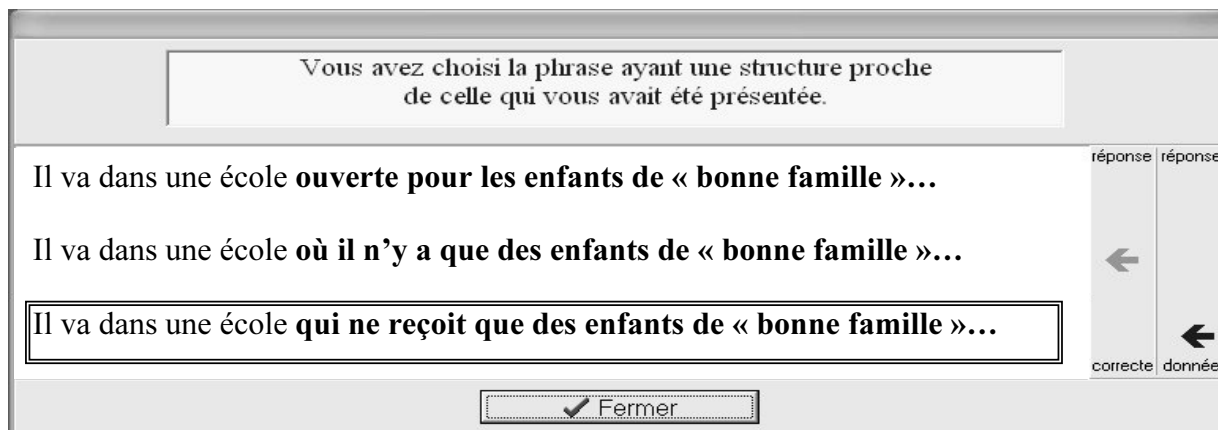 Vous avez choisi la phrase ayant une structure proche
de celle qui vous avait été présentée.
réponse réponse
Il va dans une école ouverte pour les enfants de « bonne famille »…
Il va dans une école où il n’y a que des enfants de « bonne famille »…
Il va dans une école qui ne reçoit que des enfants de « bonne famille »…
correcte donnée
Fermer